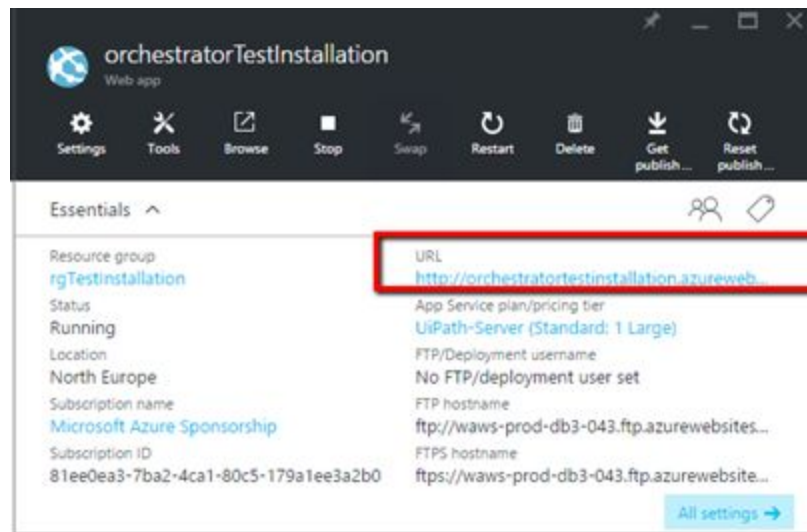 orchestratorTestInstallation
Web app
Settings
Tools
Browse
Stop
Swap
Restart
Delete
Get publish...
Reset publish...
Essentials
Resource group
rgTestInstallation
URL
http://orchestratortestinstallation.azureweb...
Status
Running
App Service plan/pricing tier
UiPath-Server (Standard: 1 Large)
Location
North Europe
FTP/Deployment username
No FTP/deployment user set
Subscription name
Microsoft Azure Sponsorship
FTP hostname
ftp://waws-prod-db3-043.ftp.azurewebsites...
Subscription ID
81ee0ea3-7ba2-4ca1-80c5-179a1ee3a2b0
FTPS hostname
ftps://waws-prod-db3-043.ftp.azurewebsite...
All settings